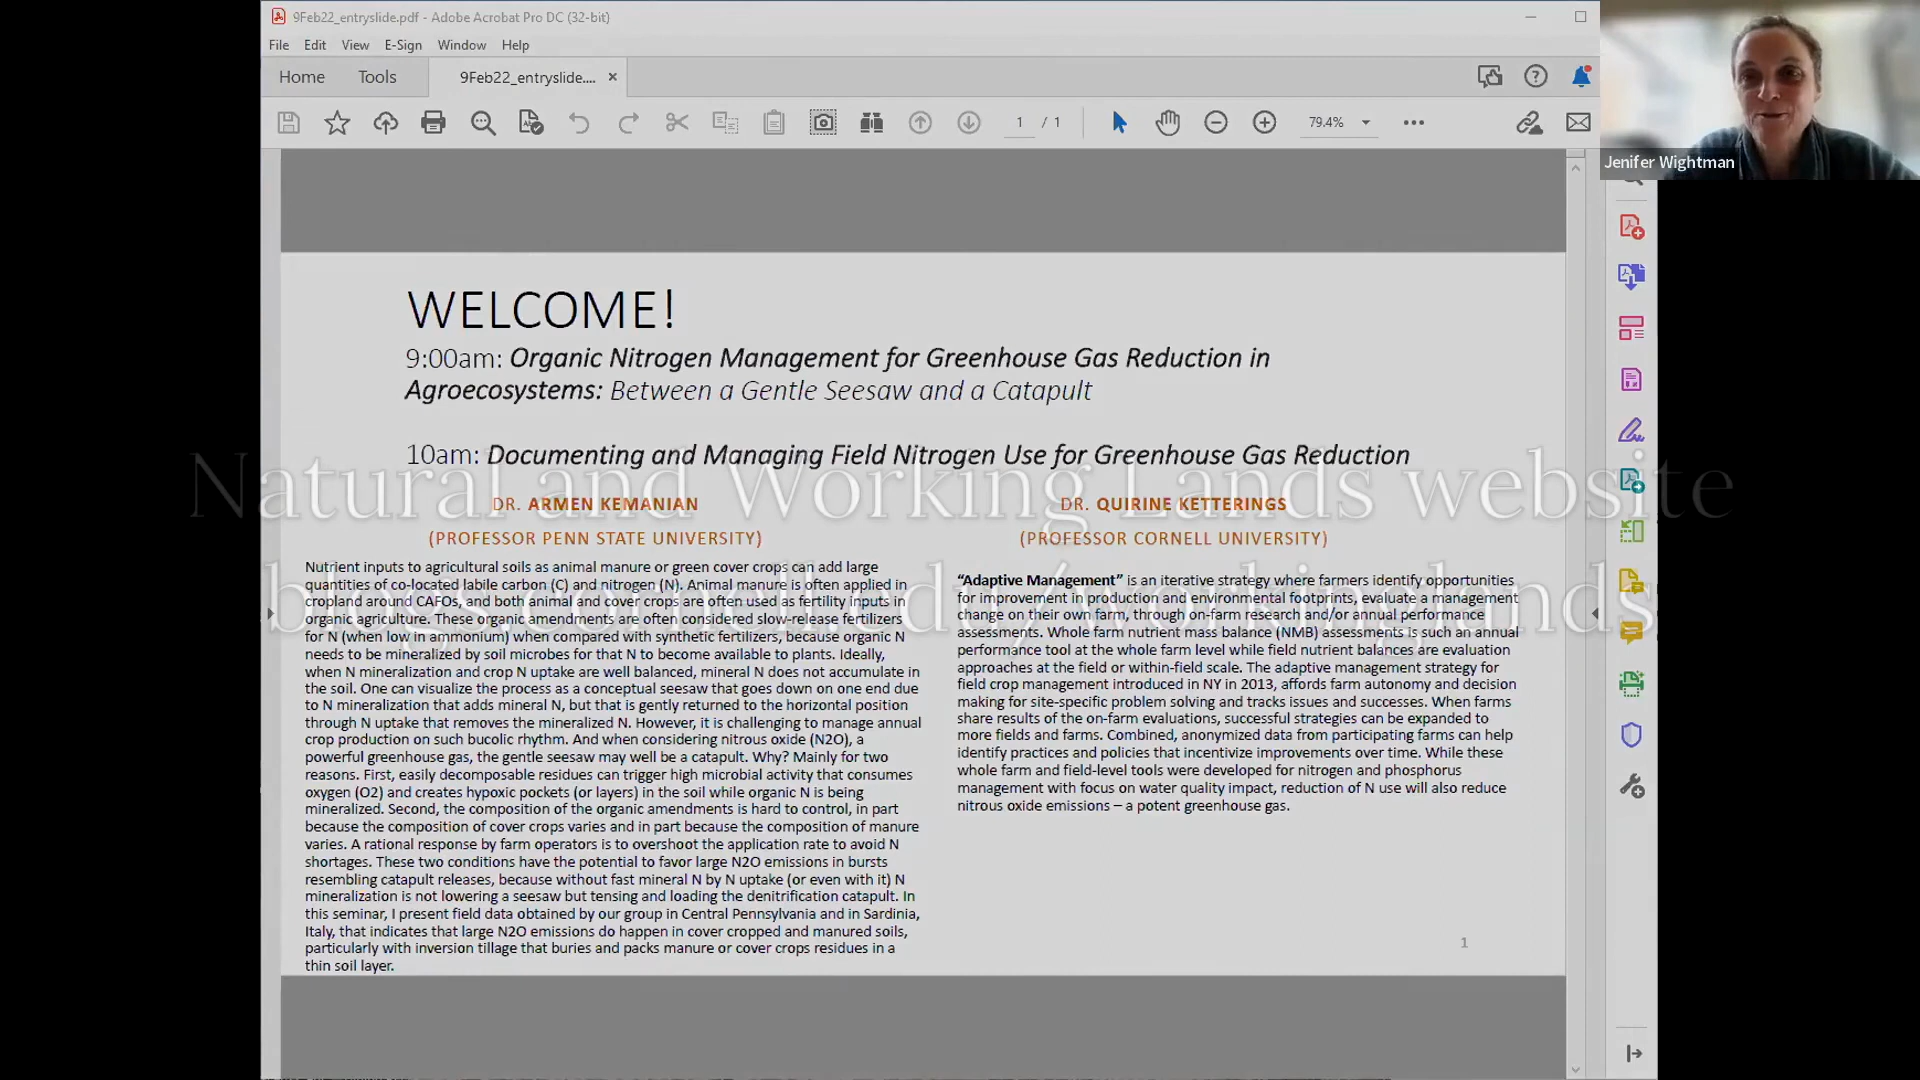 9Feb22_entryslide.pdf - Adobe Acrobat Pro DC (32-bit)
File Edit View E-Sign Window Help
Home Tools 9Feb22_entryslide.... ×
1 / 1 79.4%
Jenifer Wightman
WELCOME!
9:00am: Organic Nitrogen Management for Greenhouse Gas Reduction in
Agroecosystems: Between a Gentle Seesaw and a Catapult
10am: Documenting and Managing Field Nitrogen Use for Greenhouse Gas Reduction
Natural and Working Lands website
blogs.cornell.edu/workinglands
DR. ARMEN KEMANIAN
(PROFESSOR PENN STATE UNIVERSITY)
Nutrient inputs to agricultural soils as animal manure or green cover crops can add large
quantities of co-located labile carbon (C) and nitrogen (N). Animal manure is often applied in
cropland around CAFOs, and both animal and cover crops are often used as fertility inputs in
organic agriculture. These organic amendments are often considered slow-release fertilizers
for N (when low in ammonium) when compared with synthetic fertilizers, because organic N
needs to be mineralized by soil microbes for that N to become available to plants. Ideally,
when N mineralization and crop N uptake are well balanced, mineral N does not accumulate in
the soil. One can visualize the process as a conceptual seesaw that goes down on one end due
to N mineralization that adds mineral N, but that is gently returned to the horizontal position
through N uptake that removes the mineralized N. However, it is challenging to manage annual
crop production on such bucolic rhythm. And when considering nitrous oxide (N2O), a
powerful greenhouse gas, the gentle seesaw may well be a catapult. Why? Mainly for two
reasons. First, easily decomposable residues can trigger high microbial activity that consumes
oxygen (O2) and creates hypoxic pockets (or layers) in the soil while organic N is being
mineralized. Second, the composition of the organic amendments is hard to control, in part
because the composition of cover crops varies and in part because the composition of manure
varies. A rational response by farm operators is to overshoot the application rate to avoid N
shortages. These two conditions have the potential to favor large N2O emissions in bursts
resembling catapult releases, because without fast mineral N by N uptake (or even with it) N
mineralization is not lowering a seesaw but tensing and loading the denitrification catapult. In
this seminar, I present field data obtained by our group in Central Pennsylvania and in Sardinia,
Italy, that indicates that large N2O emissions do happen in cover cropped and manured soils,
particularly with inversion tillage that buries and packs manure or cover crops residues in a
thin soil layer.
DR. QUIRINE KETTERINGS
(PROFESSOR CORNELL UNIVERSITY)
“Adaptive Management” is an iterative strategy where farmers identify opportunities
for improvement in production and environmental footprints, evaluate a management
change on their own farm, through on-farm research and/or annual performance
assessments. Whole farm nutrient mass balance (NMB) assessments is such an annual
performance tool at the whole farm level while field nutrient balances are evaluation
approaches at the field or within-field scale. The adaptive management strategy for
field crop management introduced in NY in 2013, affords farm autonomy and decision
making for site-specific problem solving and tracks issues and successes. When farms
share results of the on-farm evaluations, successful strategies can be expanded to
more fields and farms. Combined, anonymized data from participating farms can help
identify practices and policies that incentivize improvements over time. While these
whole farm and field-level tools were developed for nitrogen and phosphorus
management with focus on water quality impact, reduction of N use will also reduce
nitrous oxide emissions – a potent greenhouse gas.
1